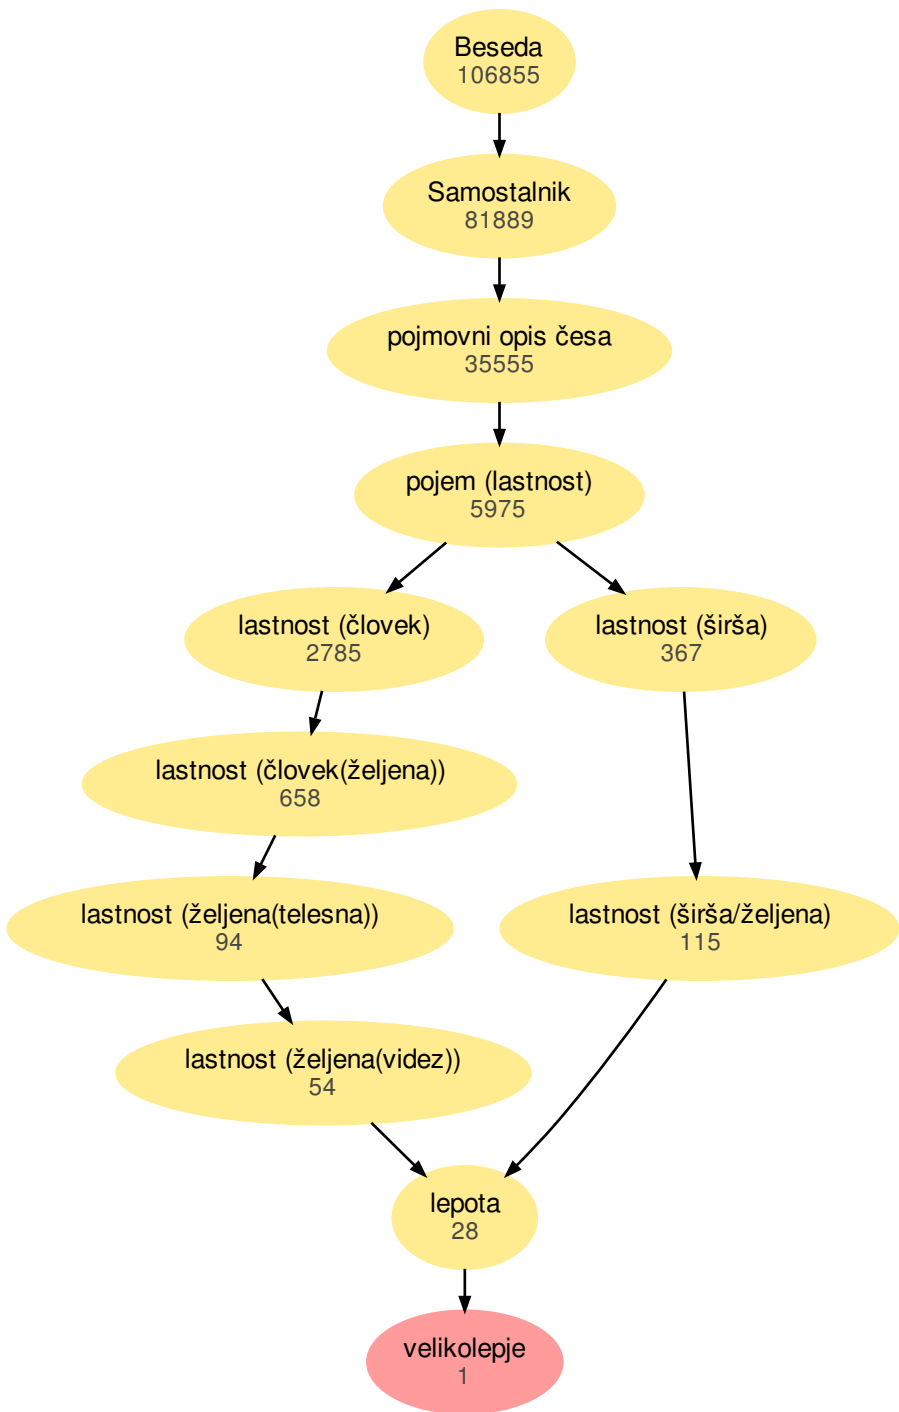 Beseda
106855
Samostalnik
81889
pojmovni opis česa
35555
pojem (lastnost)
5975
lastnost (človek)
2785
lastnost (širša)
367
lastnost (človek(željena))
658
lastnost (željena(telesna))
94
lastnost (širša/željena)
115
lastnost (željena(videz))
54
lepota
28
velikolepje
1